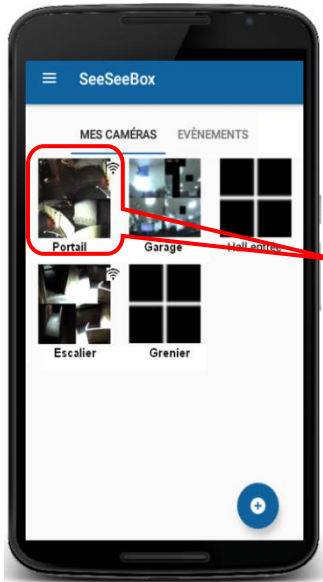 SeeSeeBox
MES CAMÉRAS EVÈNEMENTS
Portail Garage Hall entrée
Escalier Grenier